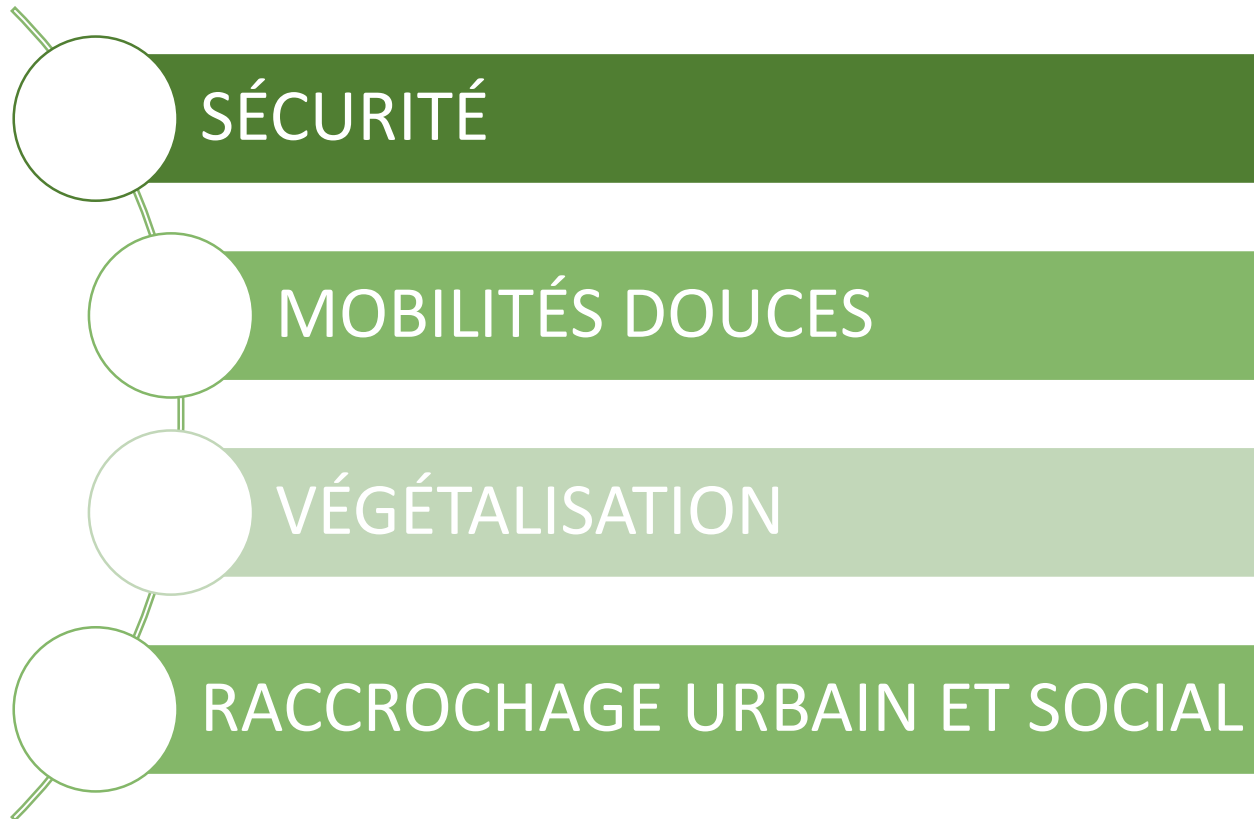 SÉCURITÉ
MOBILITÉS DOUCES
VÉGÉTALISATION
RACCROCHAGE URBAIN ET SOCIAL